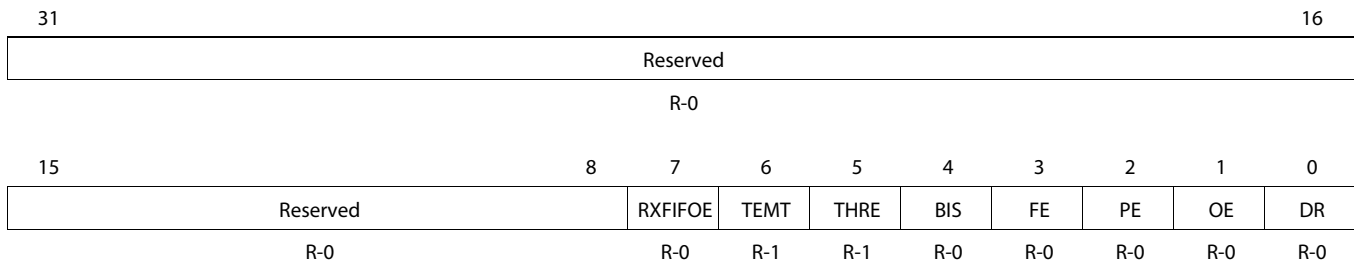 31 16
Reserved
R-0
15 8 7 6 5 4 3 2 1 0
Reserved RXFIFOE TEMT THRE BIS FE PE OE DR
R-0 R-0 R-1 R-1 R-0 R-0 R-0 R-0 R-0